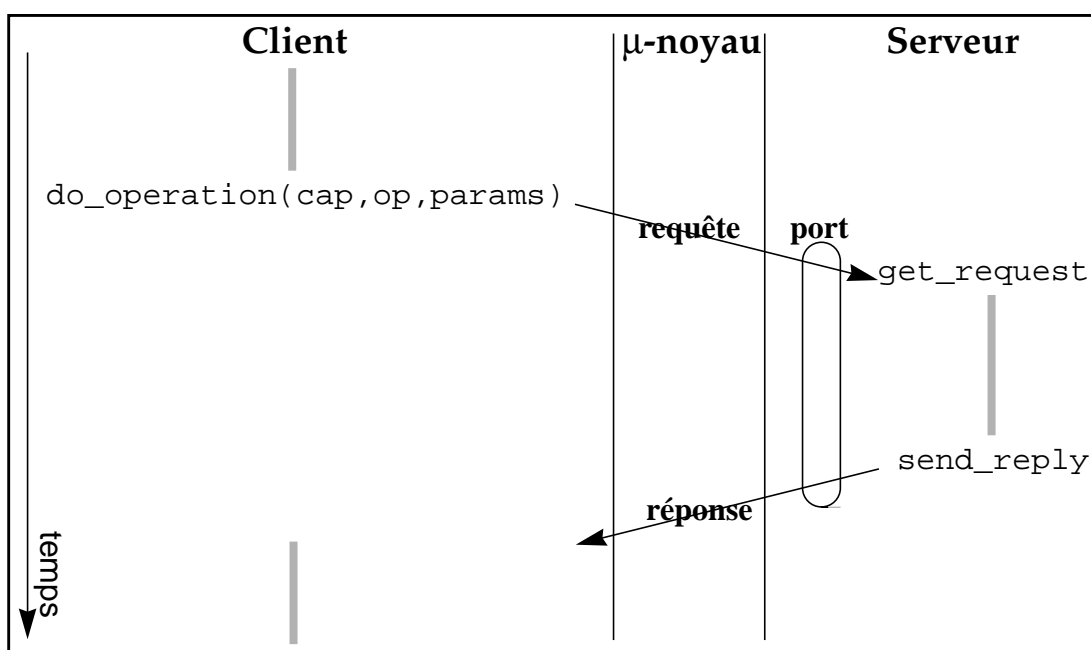 Client
µ-noyau
Serveur
do_operation(cap,op,params)
requête
port
get_request
send_reply
réponse
temps